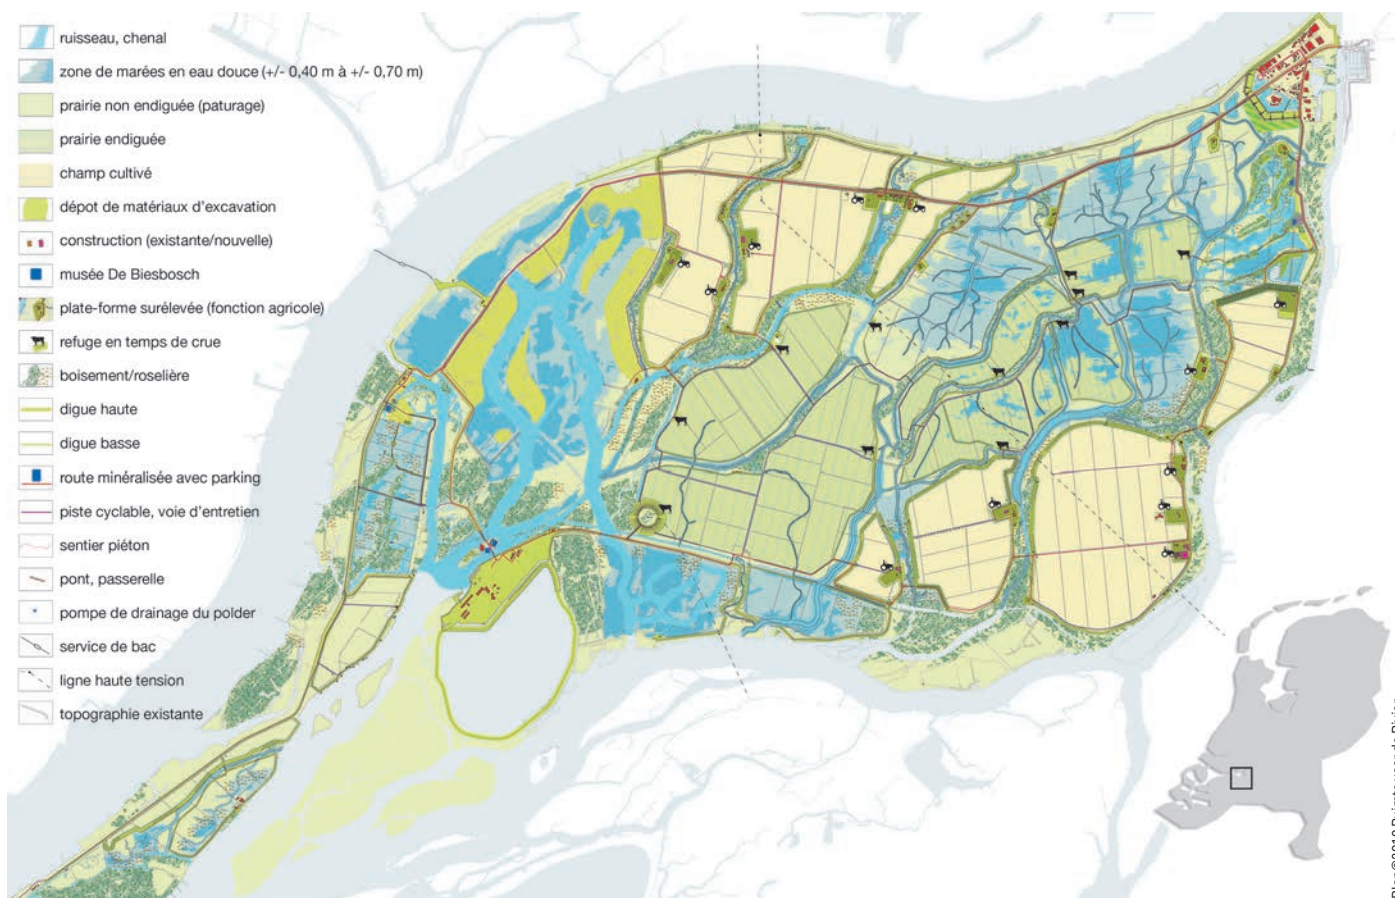 ruisseau, chenal
zone de marées en eau douce (+/- 0,40 m à +/- 0,70 m)
prairie non endiguée (paturage)
prairie endiguée
champ cultivé
dépot de matériaux d'excavation
construction (existante/nouvelle)
musée De Biesbosch
plate-forme surélevée (fonction agricole)
refuge en temps de crue
boisement/roselière
digue haute
digue basse
route minéralisée avec parking
piste cyclable, voie d'entretien
sentier piéton
pont, passerelle
pompe de drainage du polder
service de bac
ligne haute tension
topographie existante